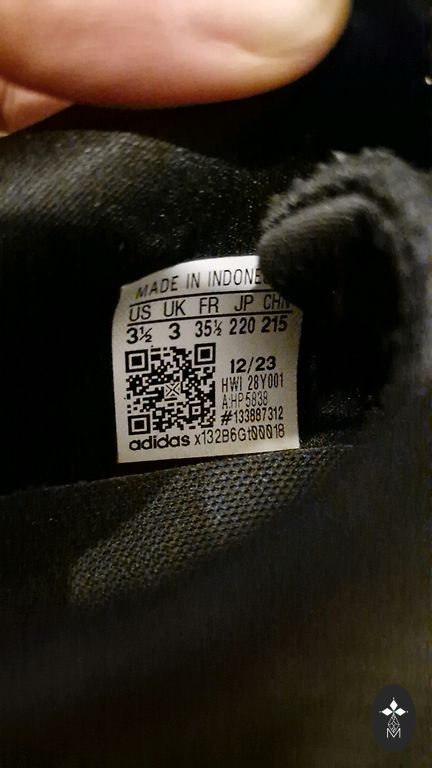 MADE IN INDONE
US UK FR JP CHN
3½ 3 35½ 220 215
12/23
HWI 28Y001
A:HP5838
#133887312
adidas x132B6Gt00018
M